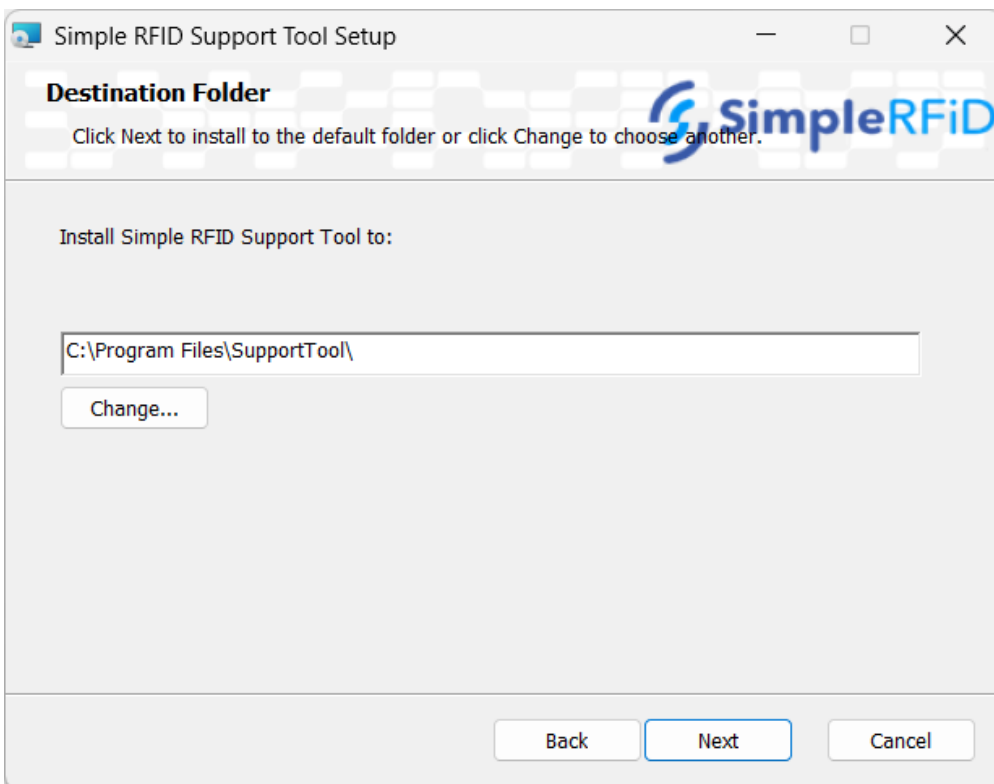 Simple RFID Support Tool Setup
Destination Folder
SimpleRFiD
Click Next to install to the default folder or click Change to choose another.
Install Simple RFID Support Tool to:
C:\Program Files\SupportTool\
Change...
Back Next Cancel